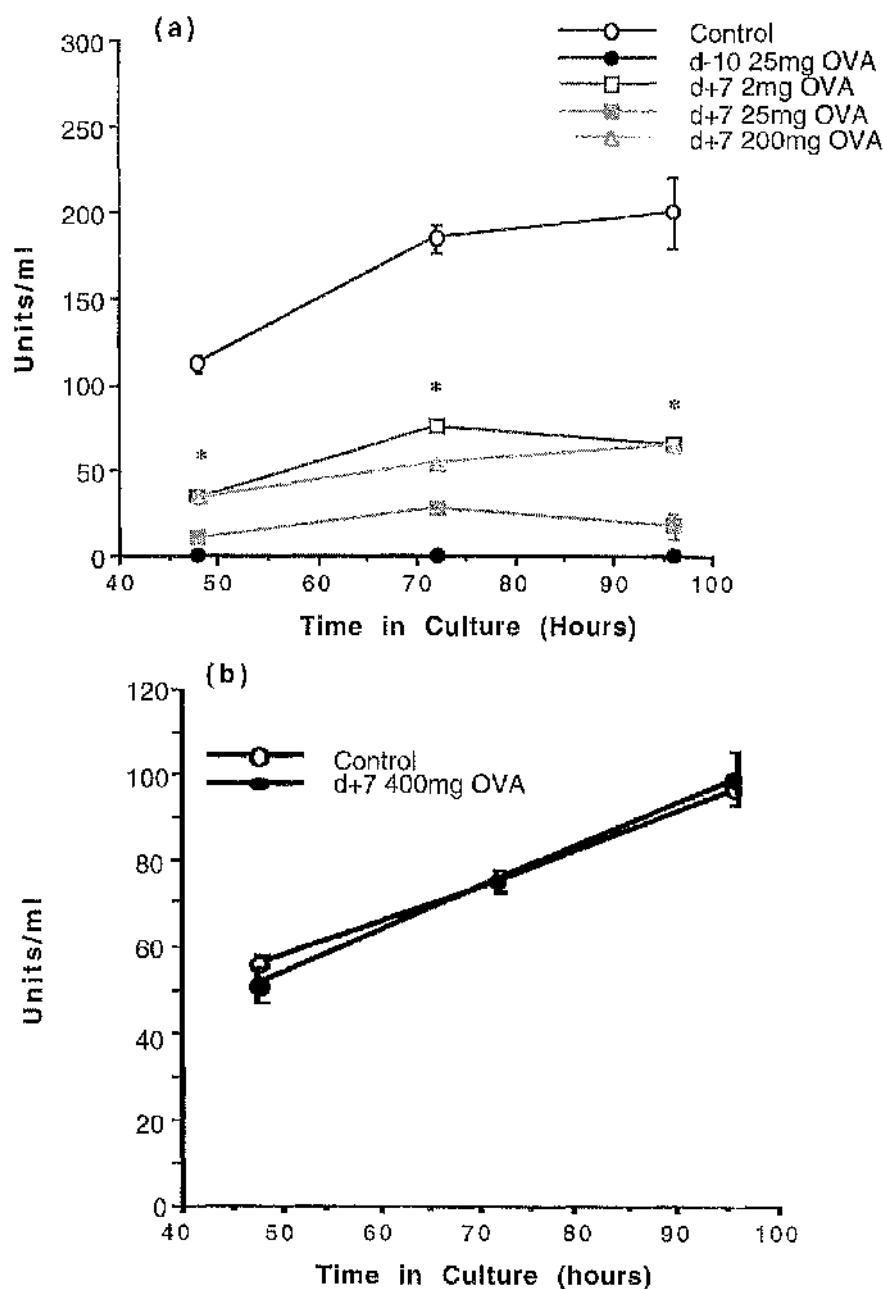 (a)
Control
d-10 25mg OVA
d+7 2mg OVA
d+7 25mg OVA
d+7 200mg OVA
300
250
200
150
100
50
0
Units/ml
*
*
*
40 50 60 70 80 90 100
Time in Culture (Hours)
(b)
Control
d+7 400mg OVA
120
100
80
60
40
20
0
Units/ml
40 50 60 70 80 90 100
Time in Culture (hours)